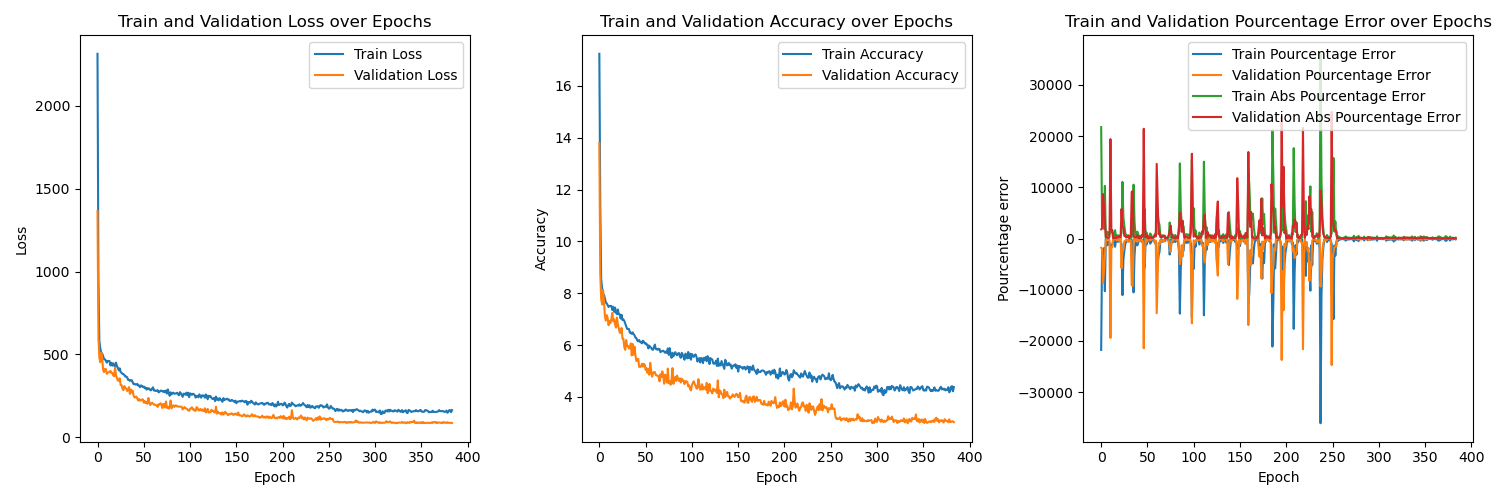 Train and Validation Loss over Epochs
Train Loss
Validation Loss
2000
1500
1000
500
0
Loss
0 50 100 150 200 250 300 350 400
Epoch
Train and Validation Accuracy over Epochs
Train Accuracy
Validation Accuracy
16
14
12
10
8
6
4
Accuracy
0 50 100 150 200 250 300 350 400
Epoch
Train and Validation Pourcentage Error over Epochs
Train Pourcentage Error
Validation Pourcentage Error
Train Abs Pourcentage Error
Validation Abs Pourcentage Error
30000
20000
10000
0
−10000
−20000
−30000
Pourcentage error
0 50 100 150 200 250 300 350 400
Epoch